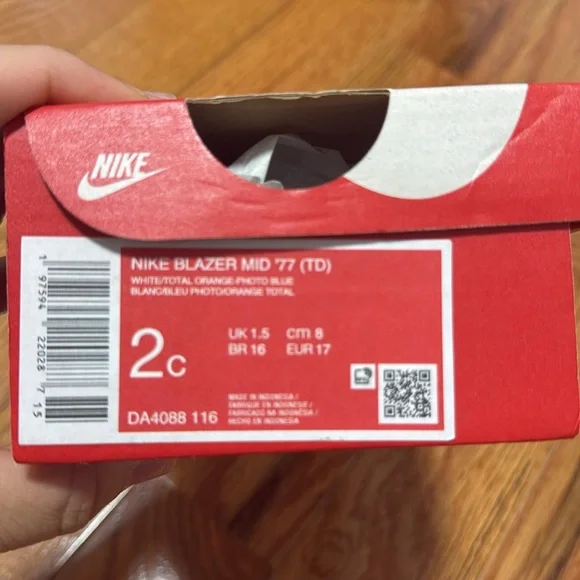 NIKE
NIKE BLAZER MID '77 (TD)
WHITE/TOTAL ORANGE-PHOTO BLUE
BLANC/BLEU PHOTO/ORANGE TOTAL
2C
UK 1.5 cm 8
BR 16 EUR 17
DA4088 116
MADE IN INDONESIA /
FABRIQUÉ EN INDONÉSIE /
FABRICADO NA INDONÉSIA /
HECHO EN INDONESIA
1 97594 22028 7 15